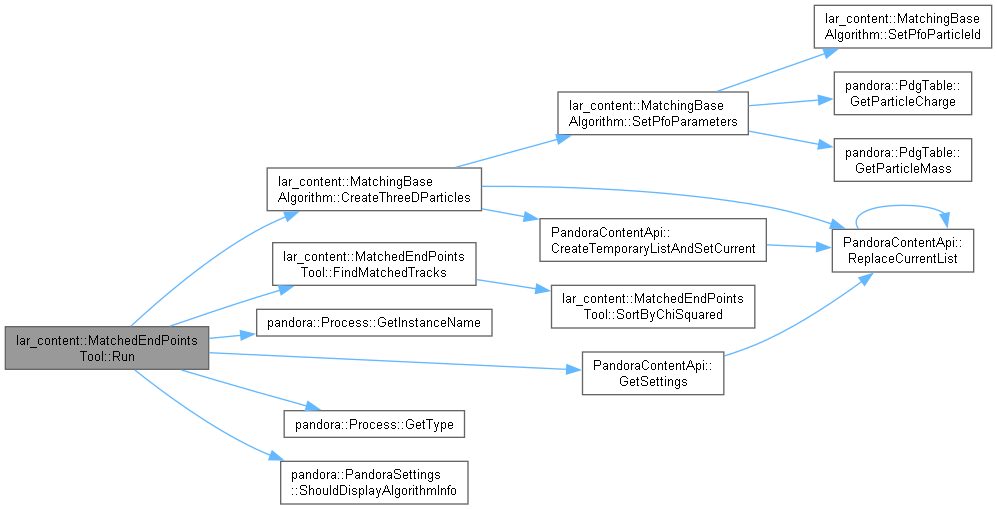 lar_content::MatchingBase
Algorithm::SetPfoParticleId
lar_content::MatchingBase
Algorithm::SetPfoParameters
pandora::PdgTable::
GetParticleCharge
pandora::PdgTable::
GetParticleMass
lar_content::MatchingBase
Algorithm::CreateThreeDParticles
PandoraContentApi::
CreateTemporaryListAndSetCurrent
PandoraContentApi::
ReplaceCurrentList
lar_content::MatchedEndPoints
Tool::FindMatchedTracks
lar_content::MatchedEndPoints
Tool::SortByChiSquared
lar_content::MatchedEndPoints
Tool::Run
pandora::Process::GetInstanceName
PandoraContentApi::
GetSettings
pandora::Process::GetType
pandora::PandoraSettings
::ShouldDisplayAlgorithmInfo